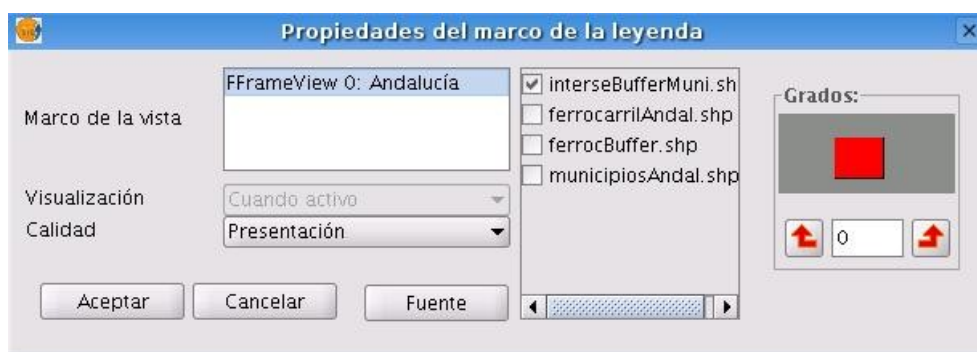 Propiedades del marco de la leyenda
Marco de la vista
FFrameView 0: Andalucía
interseBufferMuni.sh
ferrocarrilAndal.shp
ferrocBuffer.shp
municipiosAndal.shp
Grados:
0
Visualización
Cuando activo
Calidad
Presentación
Aceptar
Cancelar
Fuente